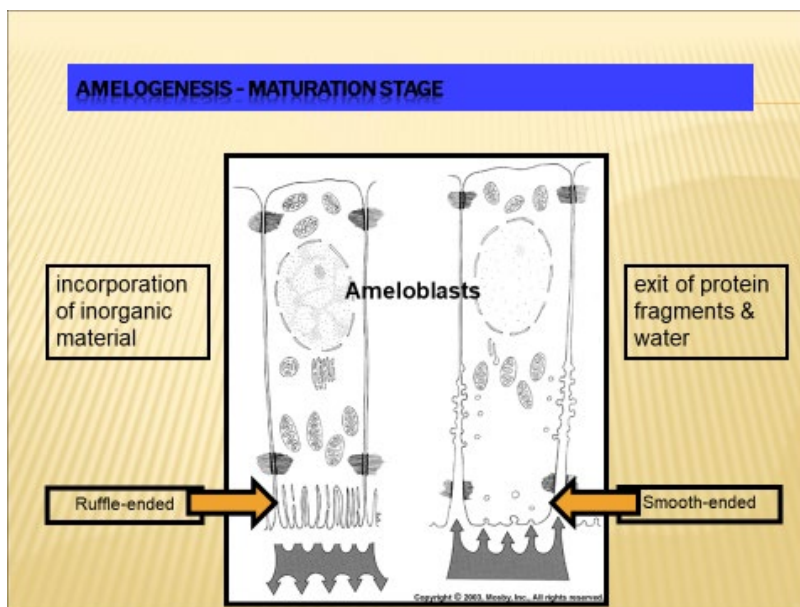 AMELOGENESIS - MATURATION STAGE
incorporation
of inorganic
material
Ameloblasts
exit of protein
fragments &
water
Ruffle-ended
Smooth-ended
Copyright © 2003, Mosby, Inc., All rights reserved.